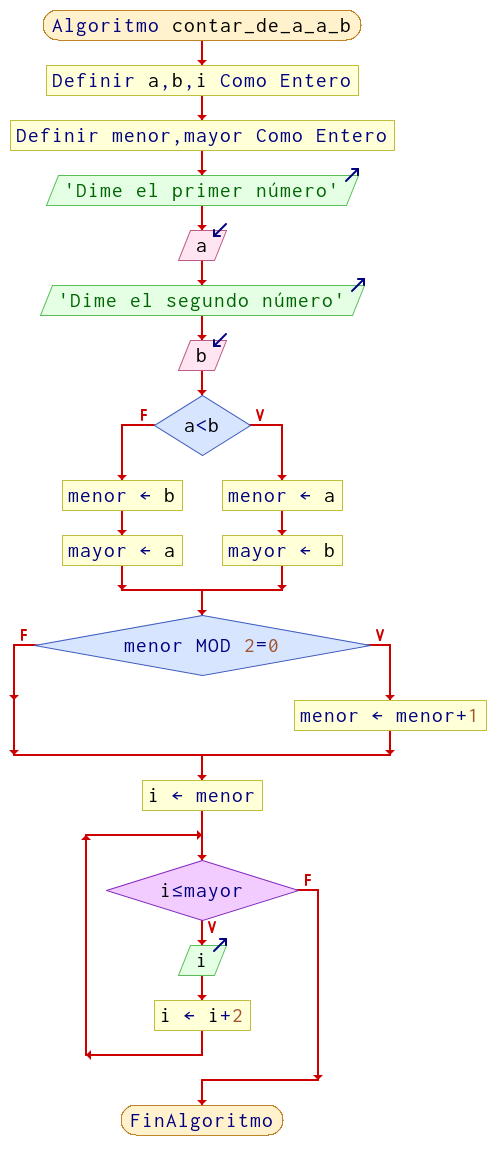 Algoritmo contar_de_a_a_b
Definir a,b,i Como Entero
Definir menor,mayor Como Entero
'Dime el primer número'
a
'Dime el segundo número'
b
a<b
F
V
menor ← b
menor ← a
mayor ← a
mayor ← b
menor MOD 2=0
F
V
menor ← menor+1
i ← menor
i≤mayor
F
V
i
i ← i+2
FinAlgoritmo